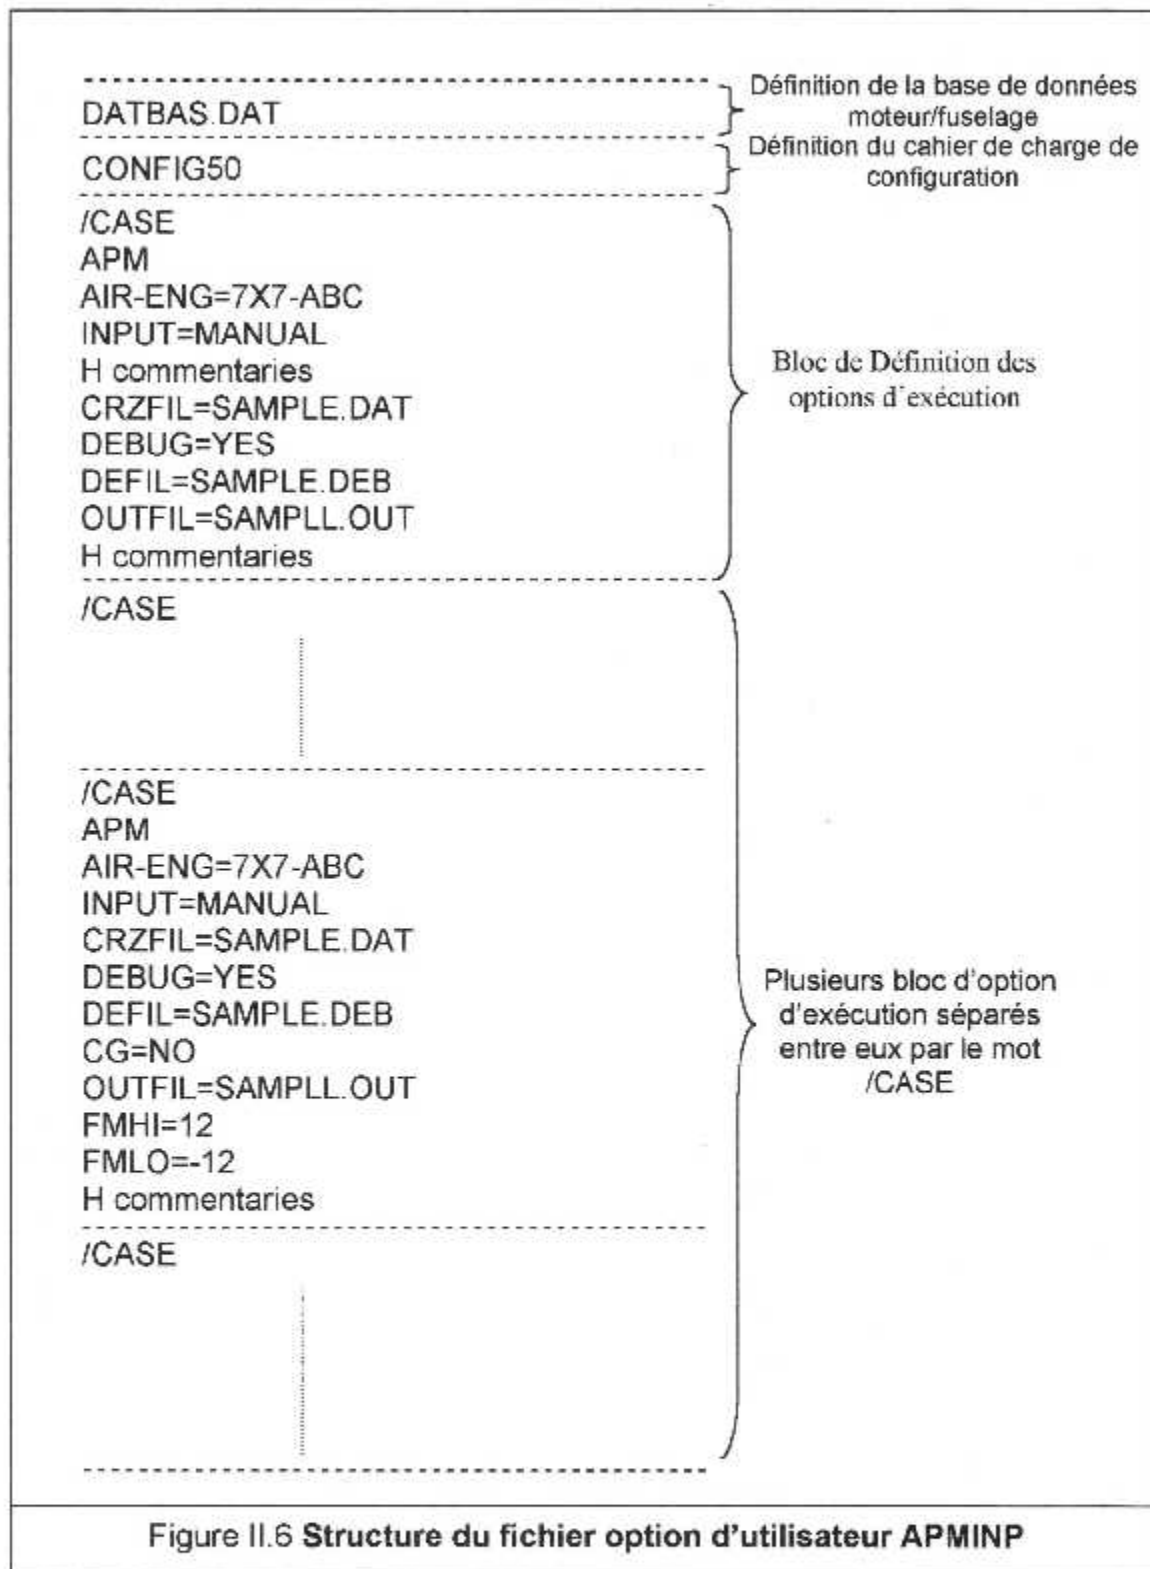 DATBAS.DAT
Définition de la base de données
moteur/fuselage
CONFIG50
Définition du cahier de charge de
configuration
/CASE
APM
AIR-ENG=7X7-ABC
INPUT=MANUAL
H commentaries
CRZFIL=SAMPLE.DAT
DEBUG=YES
DEFIL=SAMPLE.DEB
OUTFIL=SAMPLL.OUT
H commentaries
Bloc de Définition des
options d'exécution
/CASE
/CASE
APM
AIR-ENG=7X7-ABC
INPUT=MANUAL
CRZFIL=SAMPLE.DAT
DEBUG=YES
DEFIL=SAMPLE.DEB
CG=NO
OUTFIL=SAMPLL.OUT
FMHI=12
FMLO=-12
H commentaries
/CASE
Plusieurs bloc d'option
d'exécution séparés
entre eux par le mot
/CASE
Figure II.6 Structure du fichier option d'utilisateur APMINP